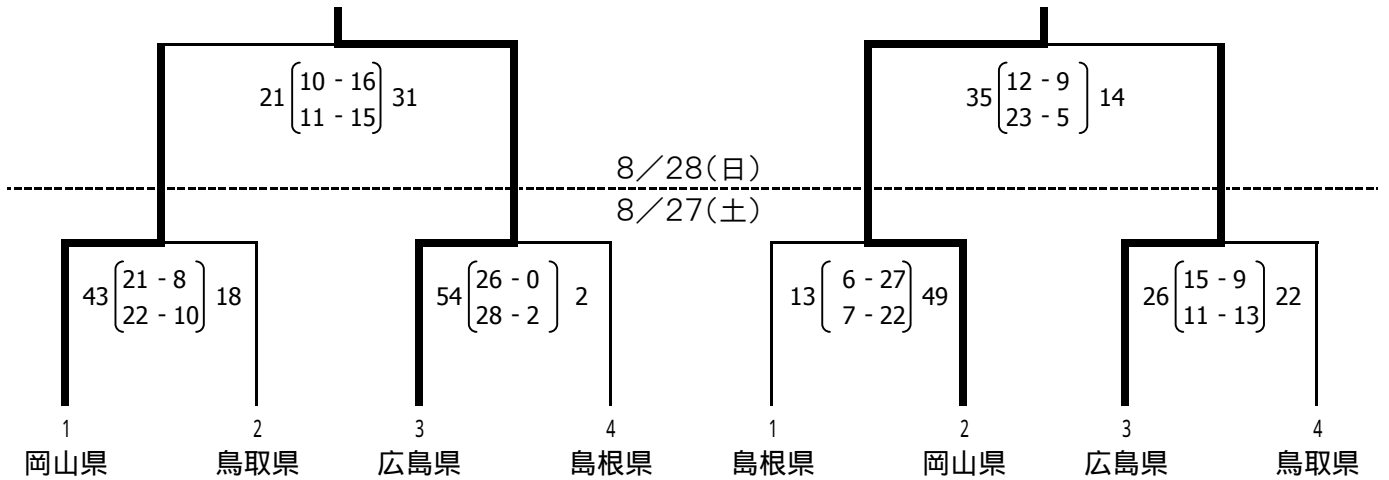 21 10 - 16 31
11 - 15
35 12 - 9 14
23 - 5
8／28(日)
8／27(土)
43 21 - 8 18
22 - 10
54 26 - 0 2
28 - 2
13 6 - 27 49
7 - 22
26 15 - 9 22
11 - 13
1 2 3 4 1 2 3 4
岡山県 鳥取県 広島県 島根県 島根県 岡山県 広島県 鳥取県